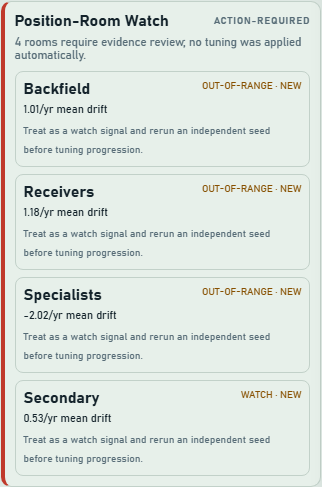 Position-Room Watch ACTION-REQUIRED
4 rooms require evidence review; no tuning was applied
automatically.
Backfield OUT-OF-RANGE · NEW
1.01/yr mean drift
Treat as a watch signal and rerun an independent seed
before tuning progression.
Receivers OUT-OF-RANGE · NEW
1.18/yr mean drift
Treat as a watch signal and rerun an independent seed
before tuning progression.
Specialists OUT-OF-RANGE · NEW
-2.02/yr mean drift
Treat as a watch signal and rerun an independent seed
before tuning progression.
Secondary WATCH · NEW
0.53/yr mean drift
Treat as a watch signal and rerun an independent seed
before tuning progression.